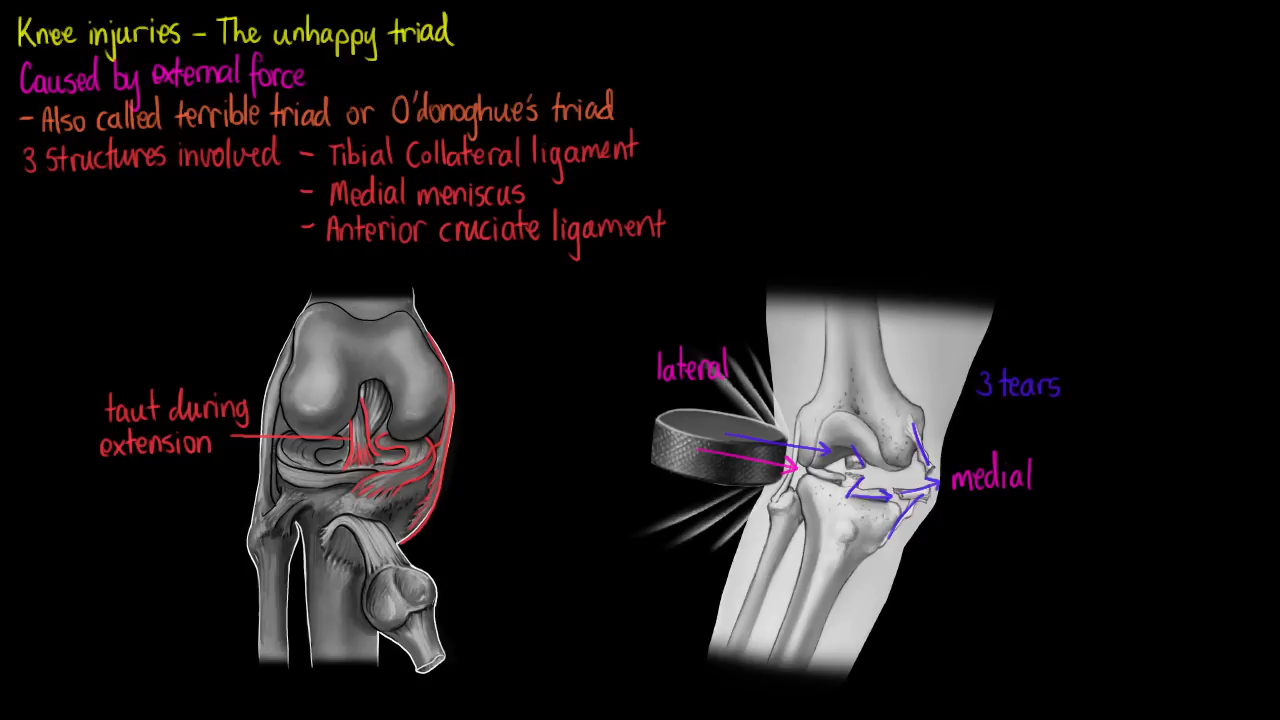 Knee injuries - The unhappy triad
Caused by external force
- Also called terrible triad or O'donoghue's triad
3 Structures involved - Tibial Collateral ligament
- Medial meniscus
- Anterior cruciate ligament
lateral
3 tears
taut during
extension
medial